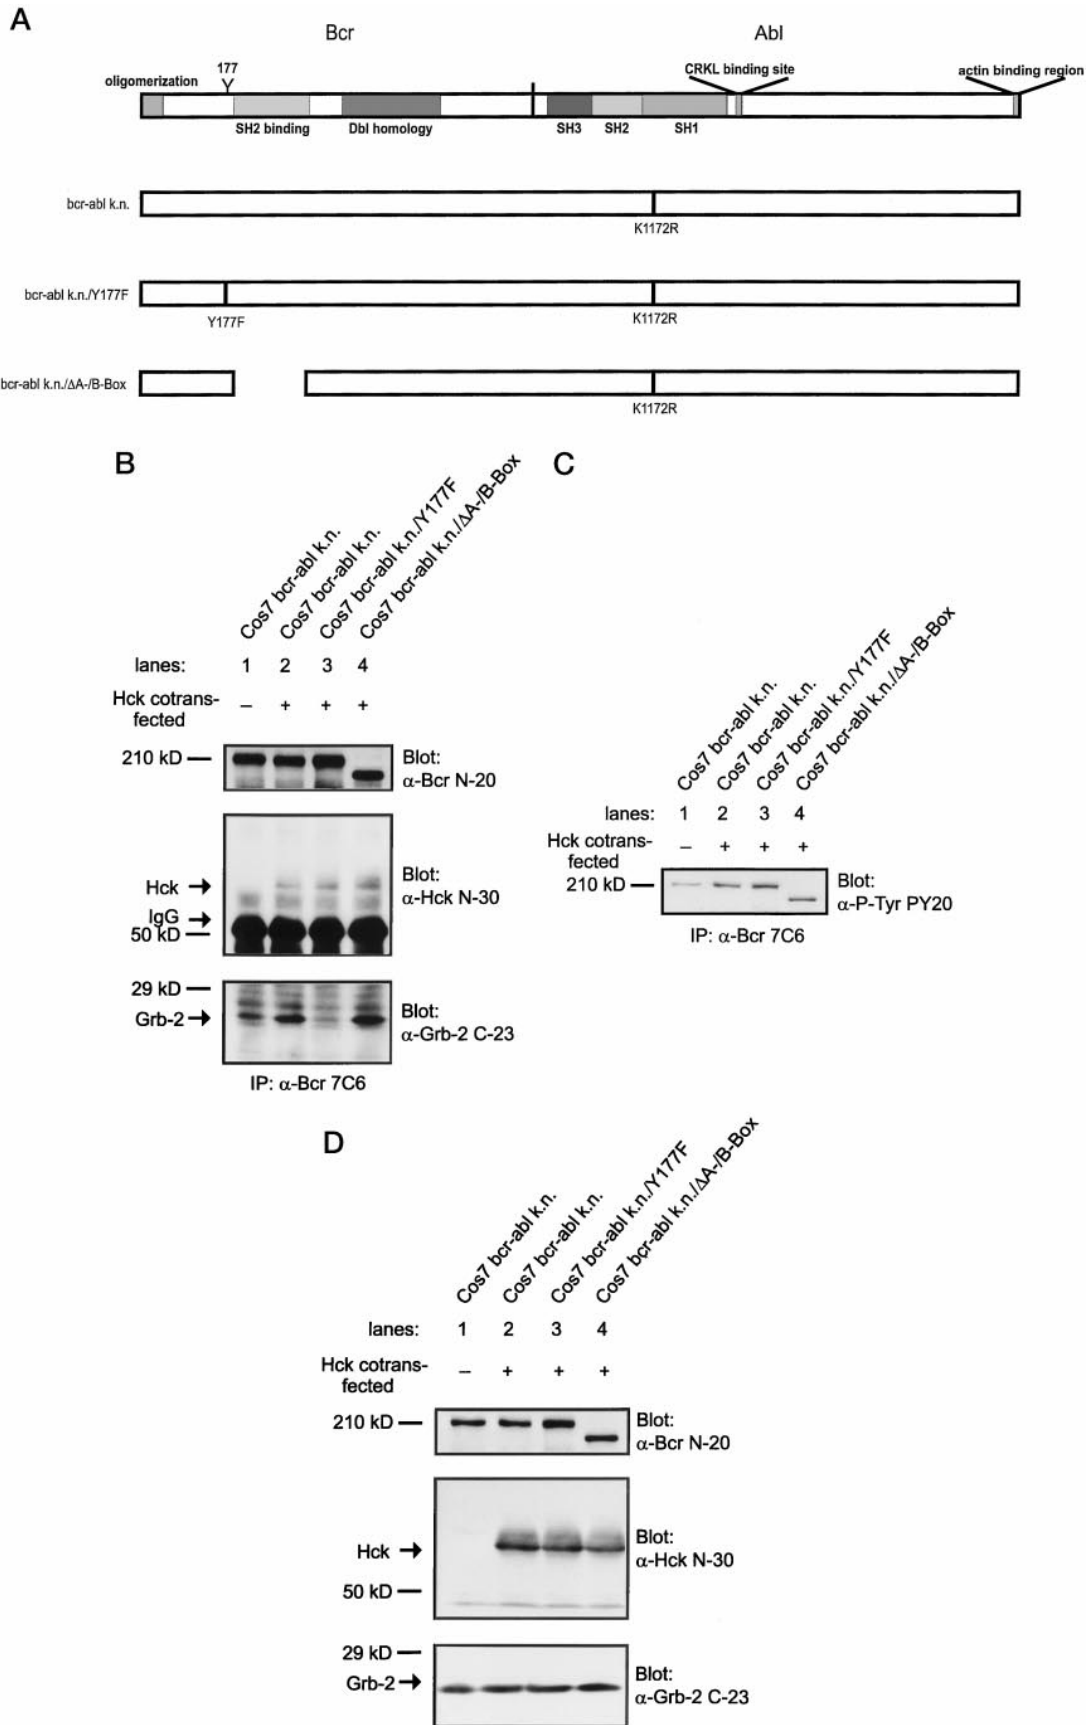 A
Bcr Abl
oligomerization 177 CRKL binding site actin binding region
Y
SH2 binding Dbl homology SH3 SH2 SH1
bcr-abl k.n.
K1172R
bcr-abl k.n./Y177F
Y177F K1172R
bcr-abl k.n./ΔA-/B-Box
K1172R
B
Cos7 bcr-abl k.n.
Cos7 bcr-abl k.n.
Cos7 bcr-abl k.n./Y177F
Cos7 bcr-abl k.n./ΔA-/B-Box
lanes: 1 2 3 4
Hck cotrans-
fected – + + +
210 kD
Blot:
α-Bcr N-20
Hck
IgG
50 kD
Blot:
α-Hck N-30
29 kD
Grb-2
Blot:
α-Grb-2 C-23
IP: α-Bcr 7C6
C
Cos7 bcr-abl k.n.
Cos7 bcr-abl k.n.
Cos7 bcr-abl k.n./Y177F
Cos7 bcr-abl k.n./ΔA-/B-Box
lanes: 1 2 3 4
Hck cotrans-
fected – + + +
210 kD
Blot:
α-P-Tyr PY20
IP: α-Bcr 7C6
D
Cos7 bcr-abl k.n.
Cos7 bcr-abl k.n.
Cos7 bcr-abl k.n./Y177F
Cos7 bcr-abl k.n./ΔA-/B-Box
lanes: 1 2 3 4
Hck cotrans-
fected – + + +
210 kD
Blot:
α-Bcr N-20
Hck
50 kD
Blot:
α-Hck N-30
29 kD
Grb-2
Blot:
α-Grb-2 C-23